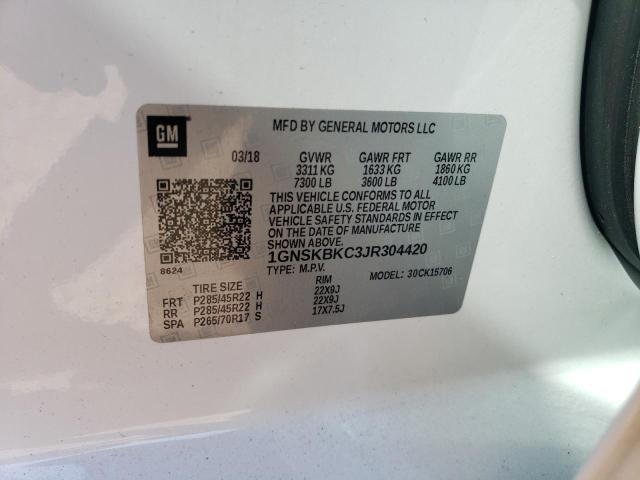 GM
MFD BY GENERAL MOTORS LLC
03/18 GVWR GAWR FRT GAWR RR
3311 KG 1633 KG 1860 KG
7300 LB 3600 LB 4100 LB
THIS VEHICLE CONFORMS TO ALL
APPLICABLE U.S. FEDERAL MOTOR
VEHICLE SAFETY STANDARDS IN EFFECT
ON THE DATE OF MANUFACTURE
SHOWN ABOVE.
1GNSKBKC3JR304420
8624
TYPE: M.P.V. MODEL: 30CK15706
TIRE SIZE RIM
FRT P285/45R22 H 22X9J
RR P285/45R22 H 22X9J
SPA P265/70R17 S 17X7.5J